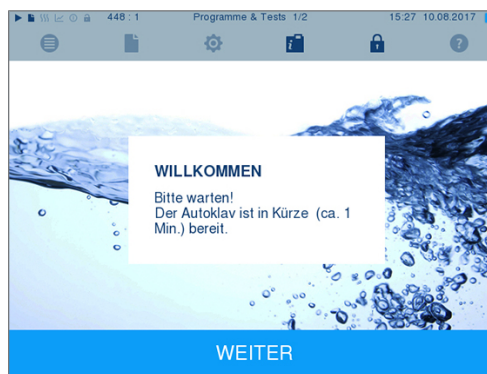 448 : 1 Programme & Tests 1/2 15:27 10.08.2017
WILLKOMMEN
Bitte warten!
Der Autoklav ist in Kürze (ca. 1
Min.) bereit.
WEITER